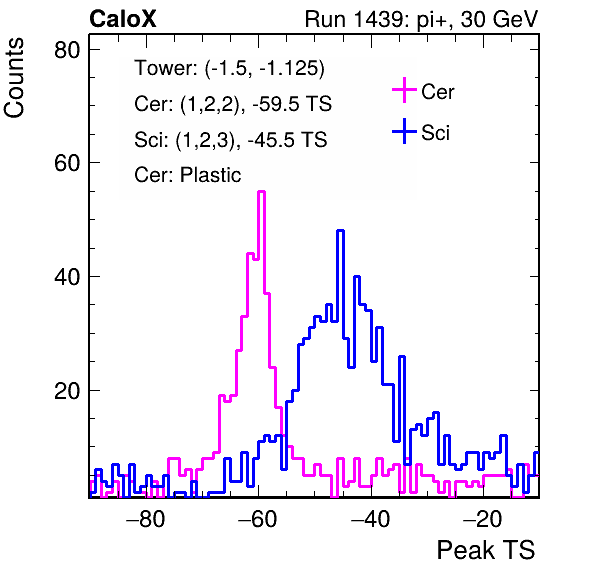 CaloX Run 1439: pi+, 30 GeV
Counts
Tower: (-1.5, -1.125)
Cer: (1,2,2), -59.5 TS
Sci: (1,2,3), -45.5 TS
Cer: Plastic
Cer
Sci
80
60
40
20
−80 −60 −40 −20
Peak TS